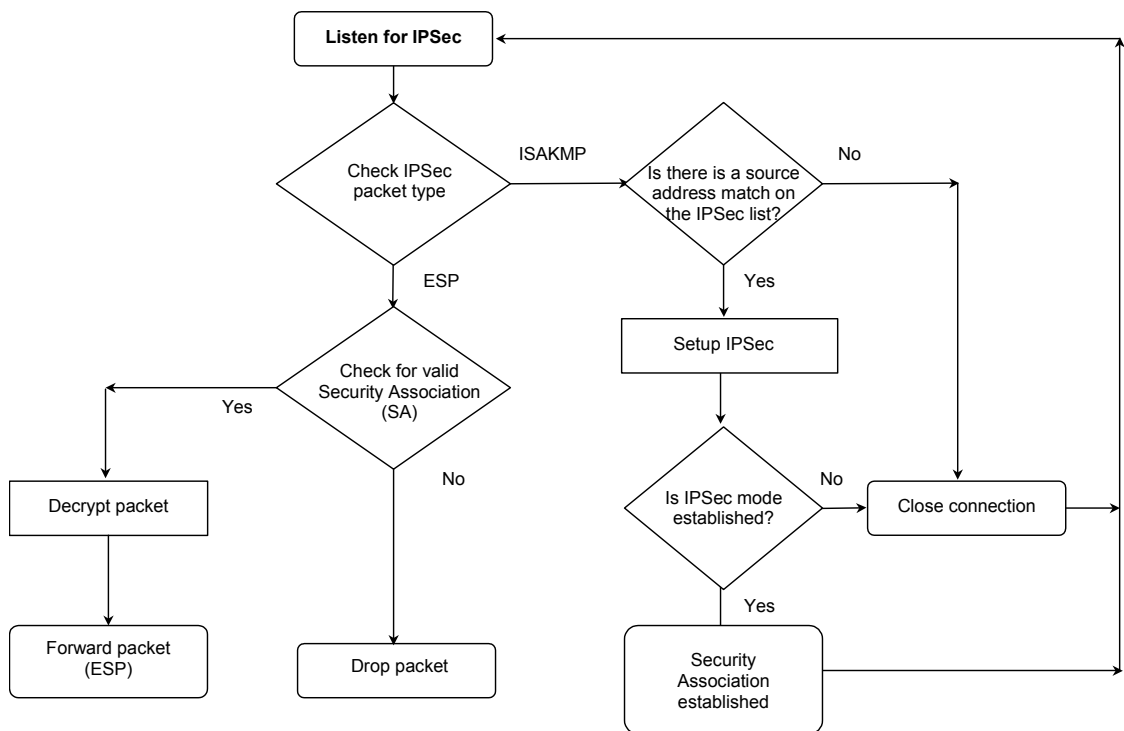 Listen for IPSec
Check IPSec
packet type
ISAKMP
Is there is a source
address match on
the IPSec list?
No
ESP
Yes
Setup IPSec
Check for valid
Security Association
(SA)
Yes
No
Decrypt packet
Is IPSec mode
established?
No
Close connection
Yes
Forward packet
(ESP)
Drop packet
Security
Association
established